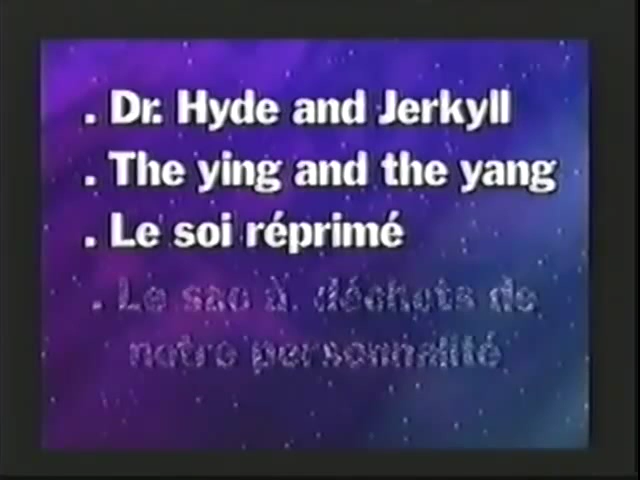 . Dr. Hyde and Jerkyll
. The ying and the yang
. Le soi réprimé
. Le sac à déchets de
notre personnalité